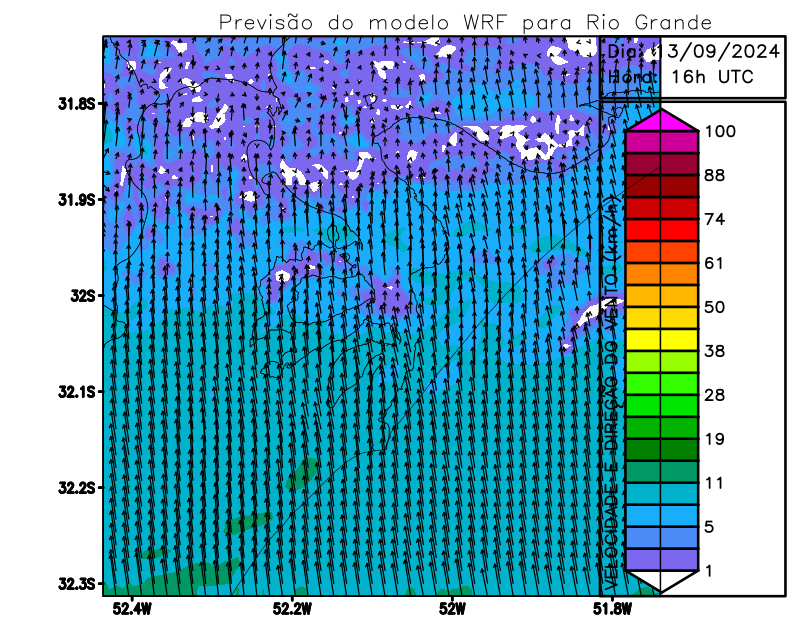 Previsão do modelo WRF para Rio Grande
Dia: 13/09/2024
Hora: 16h UTC
31.8S
31.9S
32S
32.1S
32.2S
32.3S
52.4W
52.2W
52W
51.8W
VELOCIDADE E DIREÇÃO DO VENTO (km/h)
100
88
74
61
50
38
28
19
11
5
1